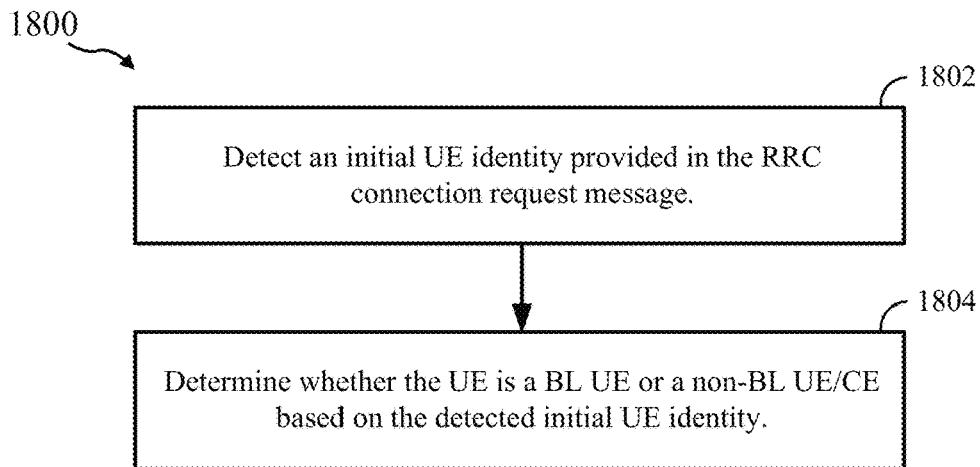 1800
1802
Detect an initial UE identity provided in the RRC
connection request message.
1804
Determine whether the UE is a BL UE or a non-BL UE/CE
based on the detected initial UE identity.